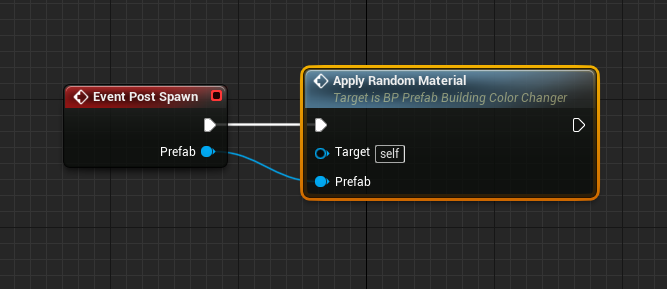 Event Post Spawn
Prefab
Apply Random Material
Target is BP Prefab Building Color Changer
Target self
Prefab